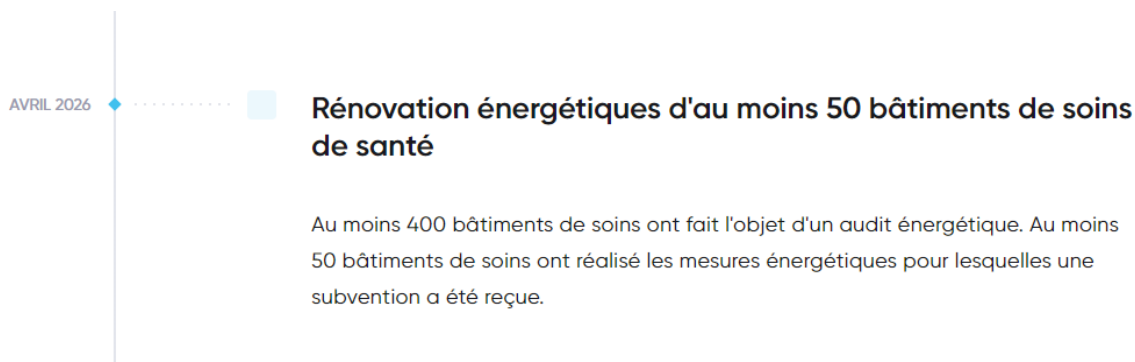 AVRIL 2026
Rénovation énergétiques d'au moins 50 bâtiments de soins
de santé
Au moins 400 bâtiments de soins ont fait l'objet d'un audit énergétique. Au moins
50 bâtiments de soins ont réalisé les mesures énergétiques pour lesquelles une
subvention a été reçue.